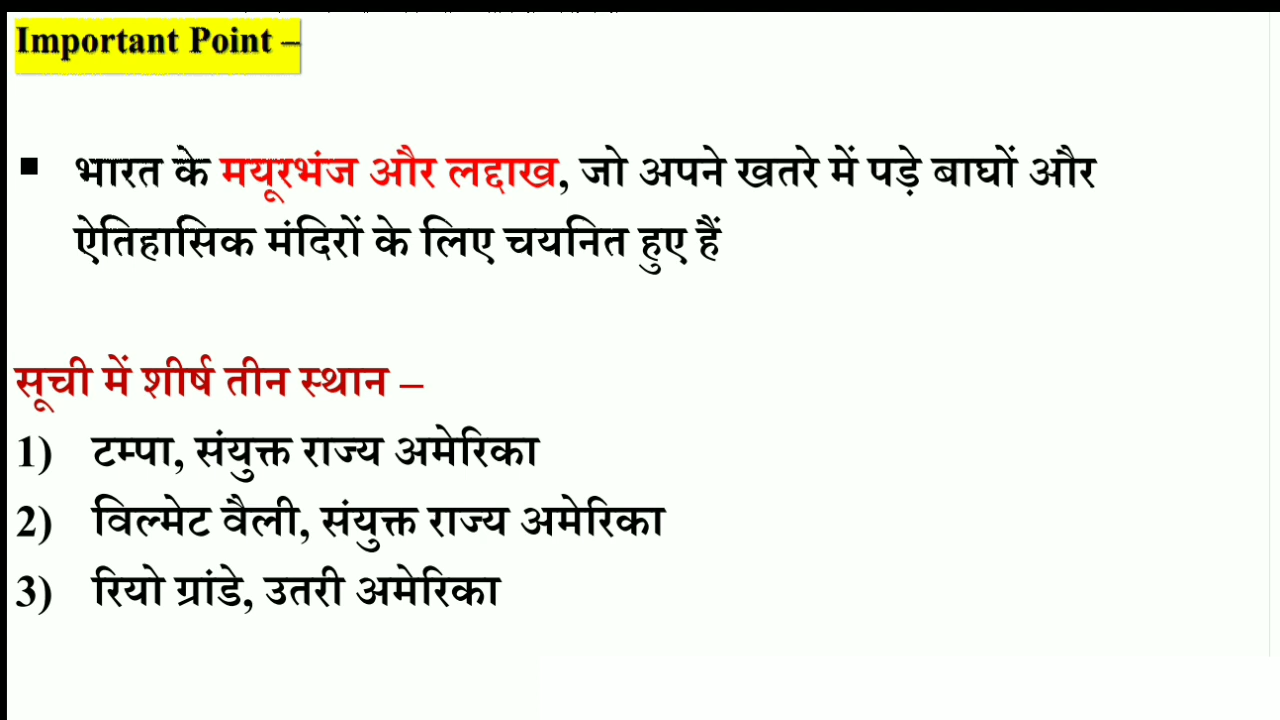 Important Point –
▪ भारत के मयूरभंज और लद्दाख, जो अपने खतरे में पड़े बाघों और
ऐतिहासिक मंदिरों के लिए चयनित हुए हैं
सूची में शीर्ष तीन स्थान –
1) टम्पा, संयुक्त राज्य अमेरिका
2) विल्मेट वैली, संयुक्त राज्य अमेरिका
3) रियो ग्रांडे, उतरी अमेरिका